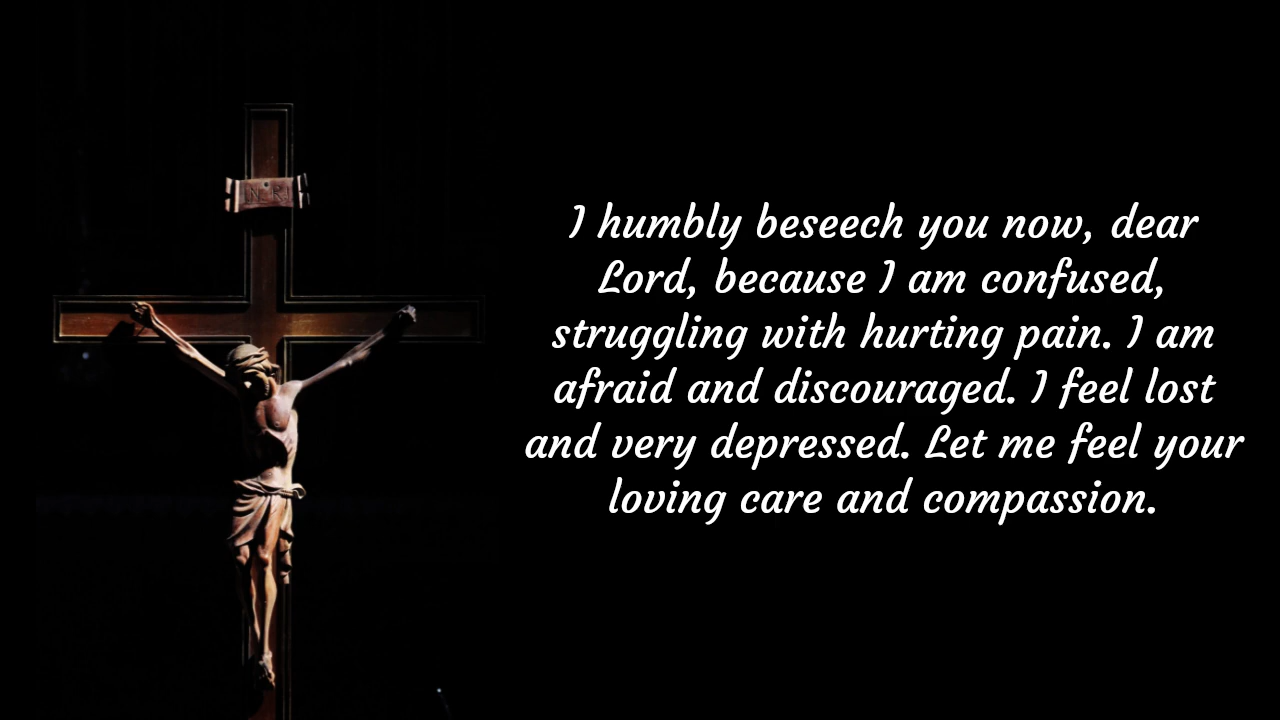 INRI
I humbly beseech you now, dear
Lord, because I am confused,
struggling with hurting pain. I am
afraid and discouraged. I feel lost
and very depressed. Let me feel your
loving care and compassion.